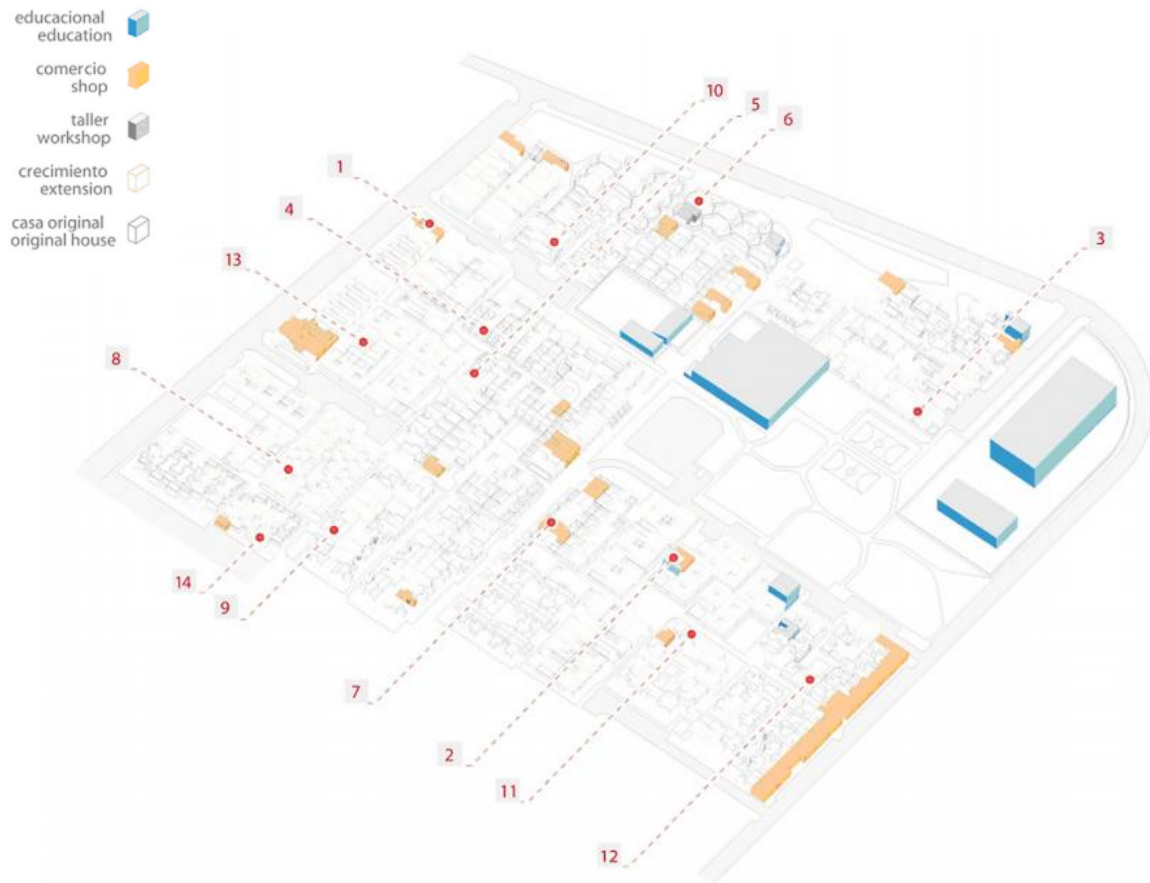 educacional
education
comercio
shop
taller
workshop
crecimiento
extension
casa original
original house
10
5
6
1
4
3
13
8
14
9
7
2
11
12